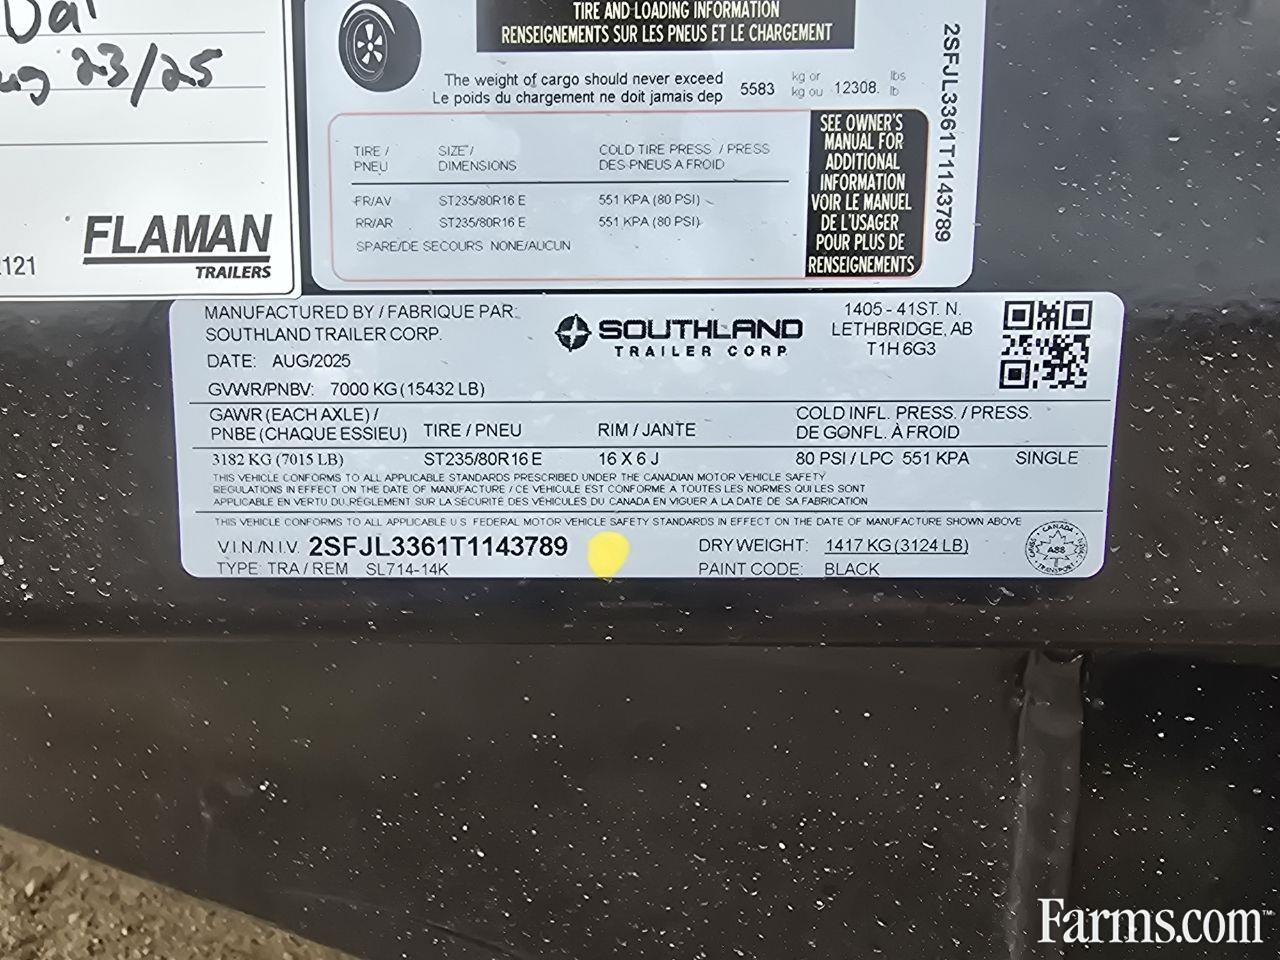 23/25
FLAMAN
TRAILERS
TIRE AND LOADING INFORMATION
RENSEIGNEMENTS SUR LES PNEUS ET LE CHARGEMENT
The weight of cargo should never exceed
Le poids du chargement ne doit jamais dep
5583 kg or 12308. lbs
kg ou lb
TIRE / SIZE / COLD TIRE PRESS / PRESS
PNEU DIMENSIONS DES PNEUS A FROID
FR/AV ST235/80R16 E 551 KPA (80 PSI)
RR/AR ST235/80R16 E 551 KPA (80 PSI)
SPARE/DE SECOURS NONE/AUCUN
SEE OWNER'S
MANUAL FOR
ADDITIONAL
INFORMATION
VOIR LE MANUEL
DE L'USAGER
POUR PLUS DE
RENSEIGNEMENTS
2SFJL3361T1143789
MANUFACTURED BY / FABRIQUE PAR:
SOUTHLAND TRAILER CORP.
DATE: AUG/2025
GVWR/PNBV: 7000 KG (15432 LB)
SOUTHLAND
TRAILER CORP
1405 - 41ST. N.
LETHBRIDGE, AB
T1H 6G3
GAWR (EACH AXLE) /
PNBE (CHAQUE ESSIEU) TIRE / PNEU RIM / JANTE COLD INFL. PRESS. / PRESS.
DE GONFL. À FROID
3182 KG (7015 LB) ST235/80R16 E 16 X 6 J 80 PSI / LPC 551 KPA SINGLE
THIS VEHICLE CONFORMS TO ALL APPLICABLE STANDARDS PRESCRIBED UNDER THE CANADIAN MOTOR VEHICLE SAFETY
REGULATIONS IN EFFECT ON THE DATE OF MANUFACTURE / CE VÉHICULE EST CONFORME A TOUTES LES NORMES QUI LES SONT
APPLICABLE EN VERTU DU RÉGLEMENT SUR LA SÉCURITÉ DES VÉHICULES DU CANADA EN VIGUER A LA DATE DE SA FABRICATION
THIS VEHICLE CONFORMS TO ALL APPLICABLE U.S. FEDERAL MOTOR VEHICLE SAFETY STANDARDS IN EFFECT ON THE DATE OF MANUFACTURE SHOWN ABOVE
V.I.N./N.I.V. 2SFJL3361T1143789 DRY WEIGHT: 1417 KG (3124 LB)
TYPE: TRA / REM SL714-14K PAINT CODE: BLACK
CANADA
TRANSPORT
Farms.com™